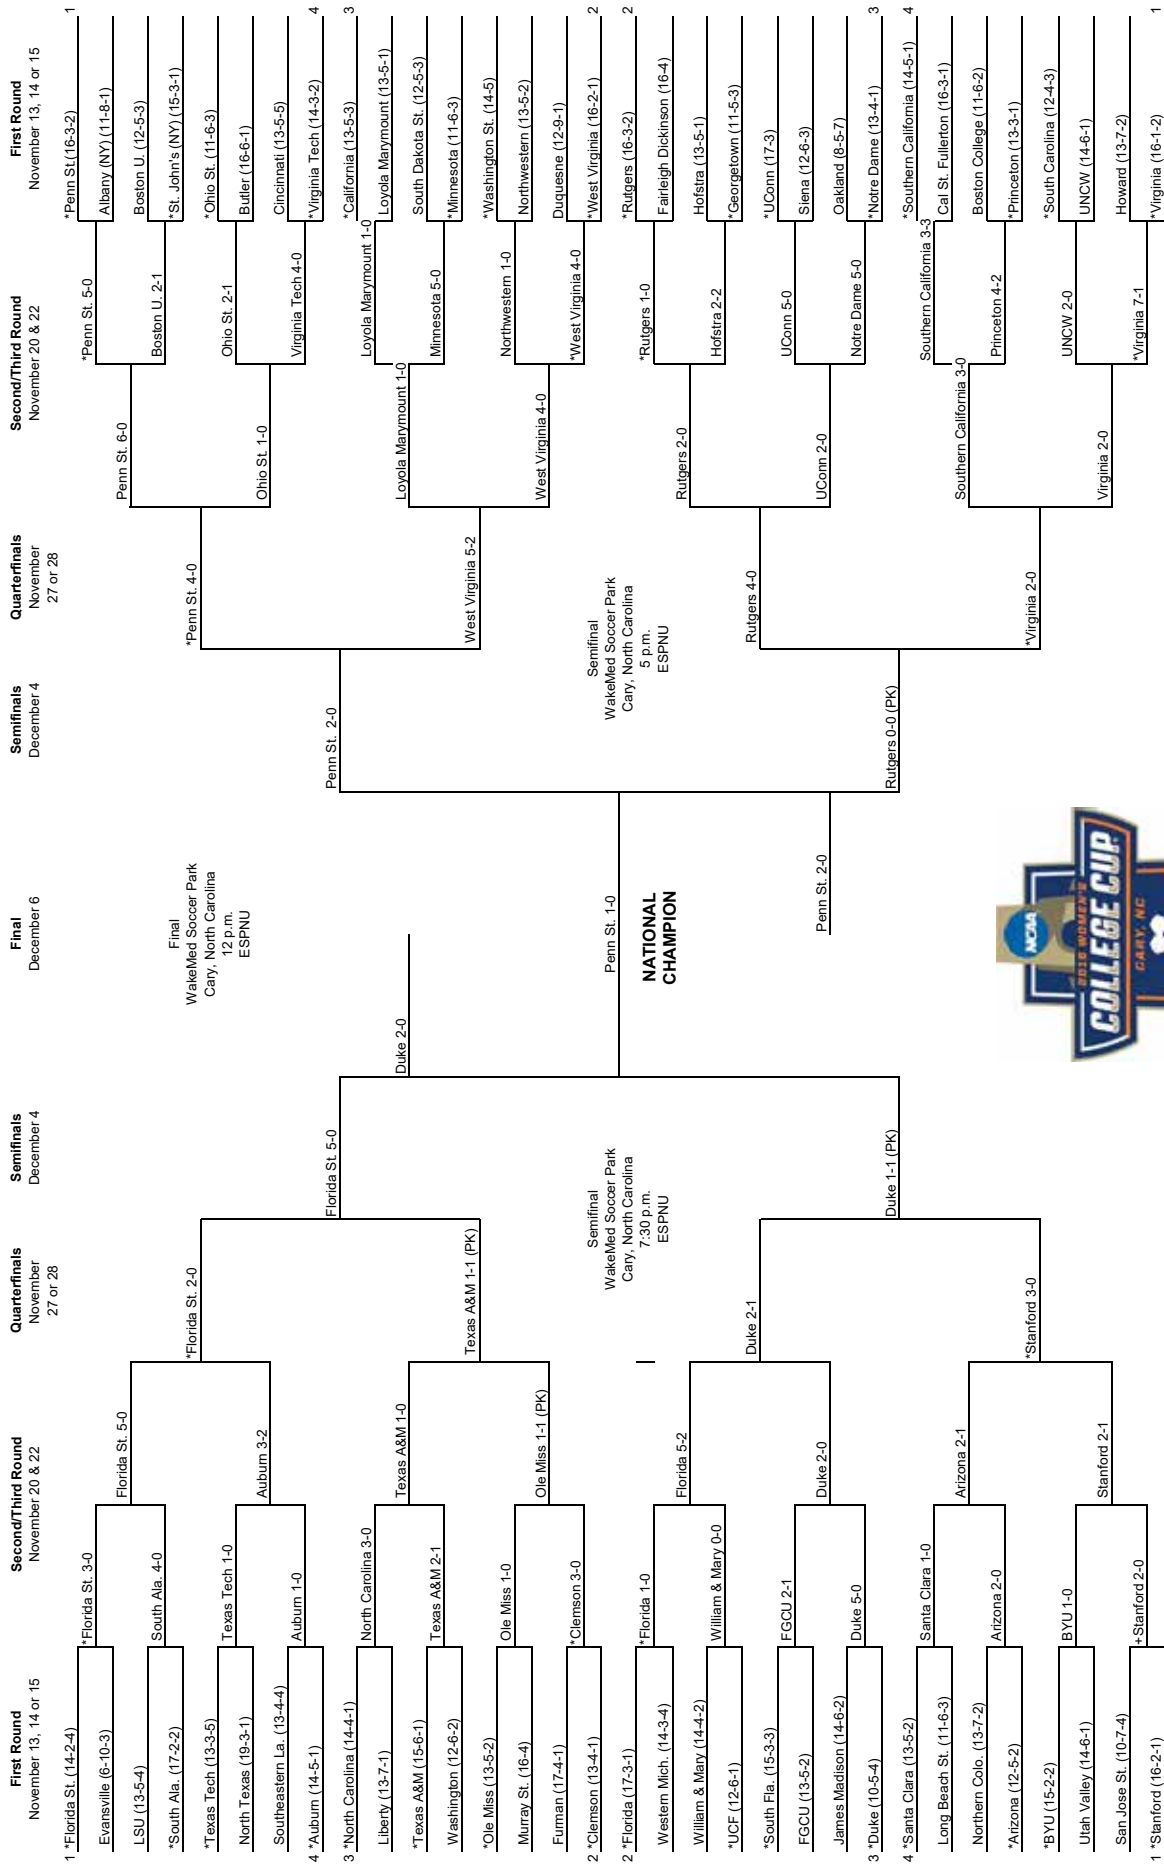 First Round
November 13, 14 or 15
Second/Third Round
November 20 & 22
Quarterfinals
November
27 or 28
Semifinals
December 4
Final
December 6
Semifinals
December 4
Quarterfinals
November
27 or 28
Second/Third Round
November 20 & 22
First Round
November 13, 14 or 15
1 *Florida St. (14-2-4)
Evansville (6-10-3)
LSU (13-5-4)
*South Ala. (17-2-2)
*Texas Tech (13-3-5)
North Texas (19-3-1)
Southeastern La. (13-4-4)
4 *Auburn (14-5-1)
3 *North Carolina (14-4-1)
Liberty (13-7-1)
*Texas A&M (15-6-1)
Washington (12-6-2)
*Ole Miss (13-5-2)
Murray St. (16-4)
Furman (17-4-1)
2 *Clemson (13-4-1)
2 *Florida (17-3-1)
Western Mich. (14-3-4)
William & Mary (14-4-2)
*UCF (12-6-1)
*South Fla. (15-3-3)
FGCU (13-5-2)
James Madison (14-6-2)
3 *Duke (10-5-4)
4 *Santa Clara (13-5-2)
Long Beach St. (11-6-3)
Northern Colo. (13-7-2)
*Arizona (12-5-2)
*BYU (15-2-2)
Utah Valley (14-6-1)
San Jose St. (10-7-4)
1 *Stanford (16-2-1)
*Florida St. 3-0
South Ala. 4-0
Texas Tech 1-0
Auburn 1-0
North Carolina 3-0
Texas A&M 2-1
Ole Miss 1-0
*Clemson 3-0
*Florida 1-0
William & Mary 0-0
FGCU 2-1
Duke 5-0
Santa Clara 1-0
Arizona 2-0
BYU 1-0
+Stanford 2-0
Florida St. 5-0
Auburn 3-2
Texas A&M 1-0
Ole Miss 1-1 (PK)
Florida 5-2
Duke 2-0
Arizona 2-1
Stanford 2-1
*Florida St. 2-0
Texas A&M 1-1 (PK)
Duke 2-1
*Stanford 3-0
Florida St. 5-0
Semifinal
WakeMed Soccer Park
Cary, North Carolina
7:30 p.m.
ESPNU
Duke 1-1 (PK)
Duke 2-0
Final
WakeMed Soccer Park
Cary, North Carolina
12 p.m.
ESPNU
Penn St. 1-0
NATIONAL
CHAMPION
Penn St. 2-0
NCAA
2015 WOMEN'S
COLLEGE CUP
CARY, NC
Penn St. 2-0
Rutgers 0-0 (PK)
*Penn St. 4-0
West Virginia 5-2
Semifinal
WakeMed Soccer Park
Cary, North Carolina
5 p.m.
ESPNU
Rutgers 4-0
*Virginia 2-0
Penn St. 6-0
Ohio St. 1-0
Loyola Marymount 1-0
West Virginia 4-0
Rutgers 2-0
UConn 2-0
Southern California 3-0
Virginia 2-0
*Penn St. 5-0
Boston U. 2-1
Ohio St. 2-1
Virginia Tech 4-0
Loyola Marymount 1-0
Minnesota 5-0
Northwestern 1-0
*West Virginia 4-0
*Rutgers 1-0
Hofstra 2-2
UConn 5-0
Notre Dame 5-0
Southern California 3-3
Princeton 4-2
UNCW 2-0
*Virginia 7-1
*Penn St.(16-3-2) 1
Albany (NY) (11-8-1)
Boston U. (12-5-3)
*St. John's (NY) (15-3-1)
*Ohio St. (11-6-3)
Butler (16-6-1)
Cincinnati (13-5-5)
*Virginia Tech (14-3-2) 4
*California (13-5-3) 3
Loyola Marymount (13-5-1)
South Dakota St. (12-5-3)
*Minnesota (11-6-3)
*Washington St. (14-5)
Northwestern (13-5-2)
Duquesne (12-9-1)
*West Virginia (16-2-1) 2
*Rutgers (16-3-2) 2
Fairleigh Dickinson (16-4)
Hofstra (13-5-1)
*Georgetown (11-5-3)
*UConn (17-3)
Siena (12-6-3)
Oakland (8-5-7)
*Notre Dame (13-4-1) 3
*Southern California (14-5-1) 4
Cal St. Fullerton (16-3-1)
Boston College (11-6-2)
*Princeton (13-3-1)
*South Carolina (12-4-3)
UNCW (14-6-1)
Howard (13-7-2)
*Virginia (16-1-2) 1